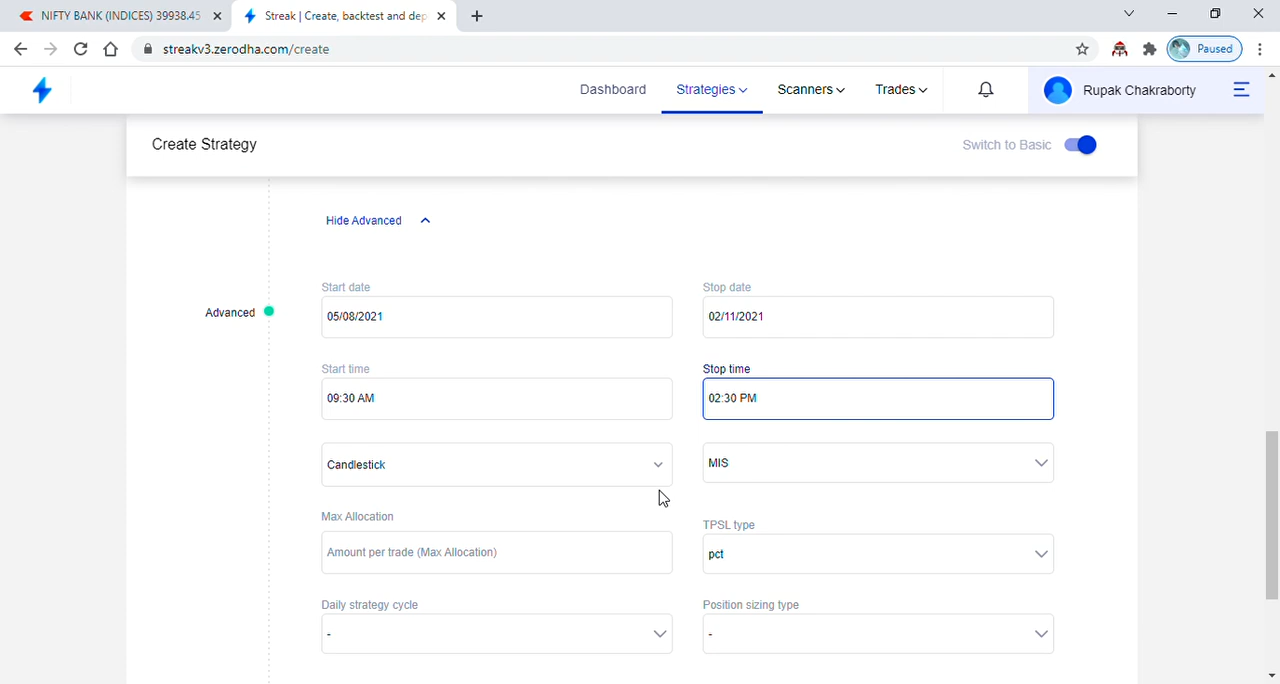 NIFTY BANK (INDICES) 39938.45
Streak | Create, backtest and dep
streakv3.zerodha.com/create
Paused
Dashboard
Strategies
Scanners
Trades
Rupak Chakraborty
Create Strategy
Switch to Basic
Hide Advanced
Advanced
Start date
Stop date
05/08/2021
02/11/2021
Start time
Stop time
09:30 AM
02:30 PM
Candlestick
MIS
Max Allocation
TPSL type
Amount per trade (Max Allocation)
pct
Daily strategy cycle
Position sizing type
-
-